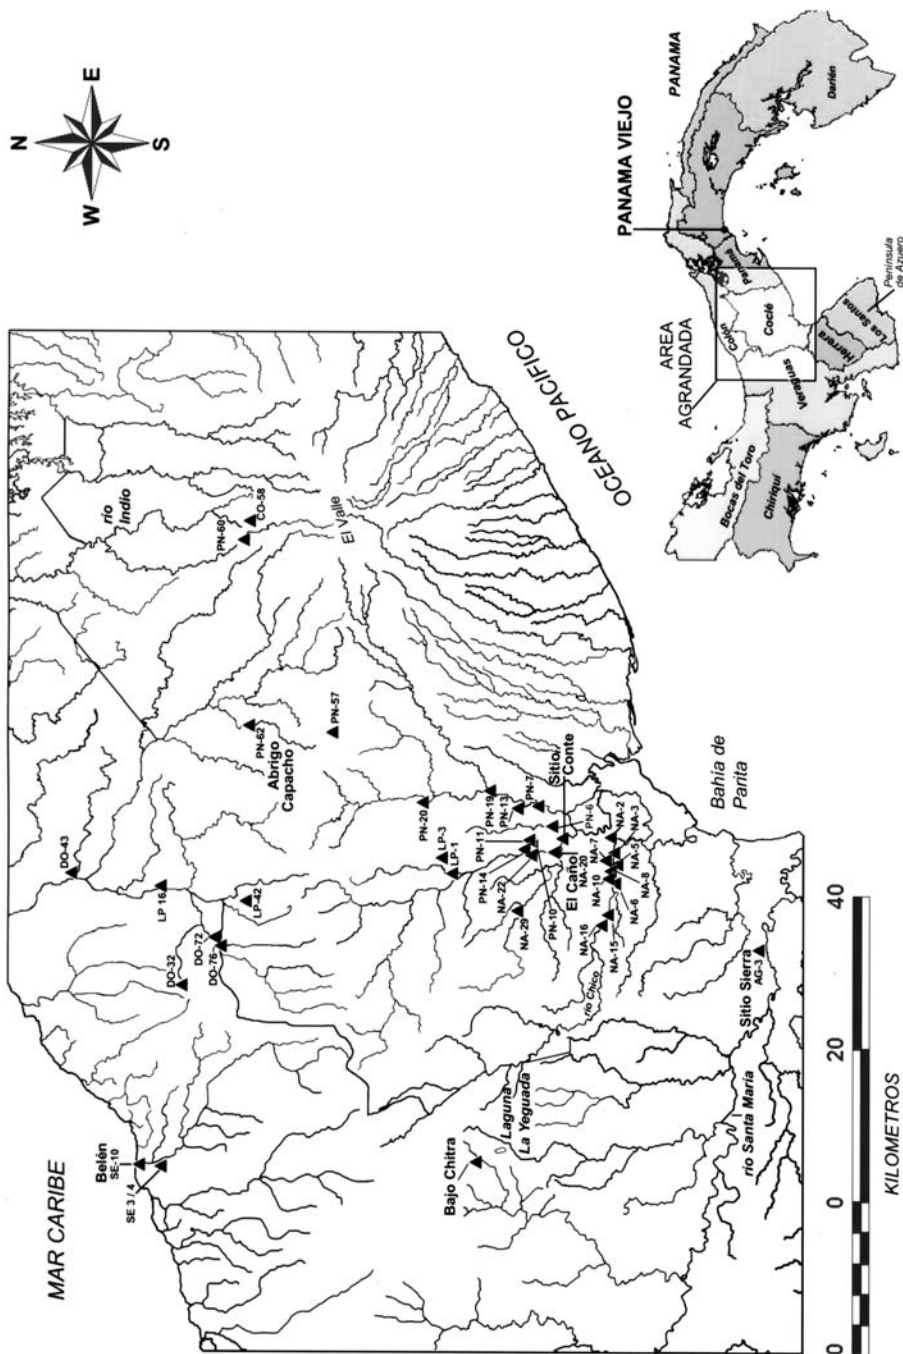 MAR CARIBE
Belén
SE-10
SE 3 / 4
DO-32
DO-43
LP 16
DO-72
DO-76
LP-42
río
Indio
PN-60
CO-58
El Valle
PN-62
Abrigo
Capacho
PN-57
PN-20
LP-3
LP-1
PN-19
PN-13
PN-7
Sitio
Conte
PN-11
PN-14
NA-22
NA-29
PN-10
El Caño
NA-20
PN-6
NA-7
NA-2
NA-3
NA-10
NA-5
NA-8
NA-6
NA-16
NA-15
río Chico
Bajo Chitra
Laguna
La Yeguada
Sitio Sierra
AG-3
río Santa María
Bahía de
Parita
OCEANO PACIFICO
N
E
S
W
20
0
20
40
KILOMETROS
AREA
AGRANDADA
PANAMA VIEJO
PANAMA
Bocas del Toro
Chiriquí
Veraguas
Colón
Coclé
Panamá
Herrera
Los Santos
Península
de Azuero
Darién